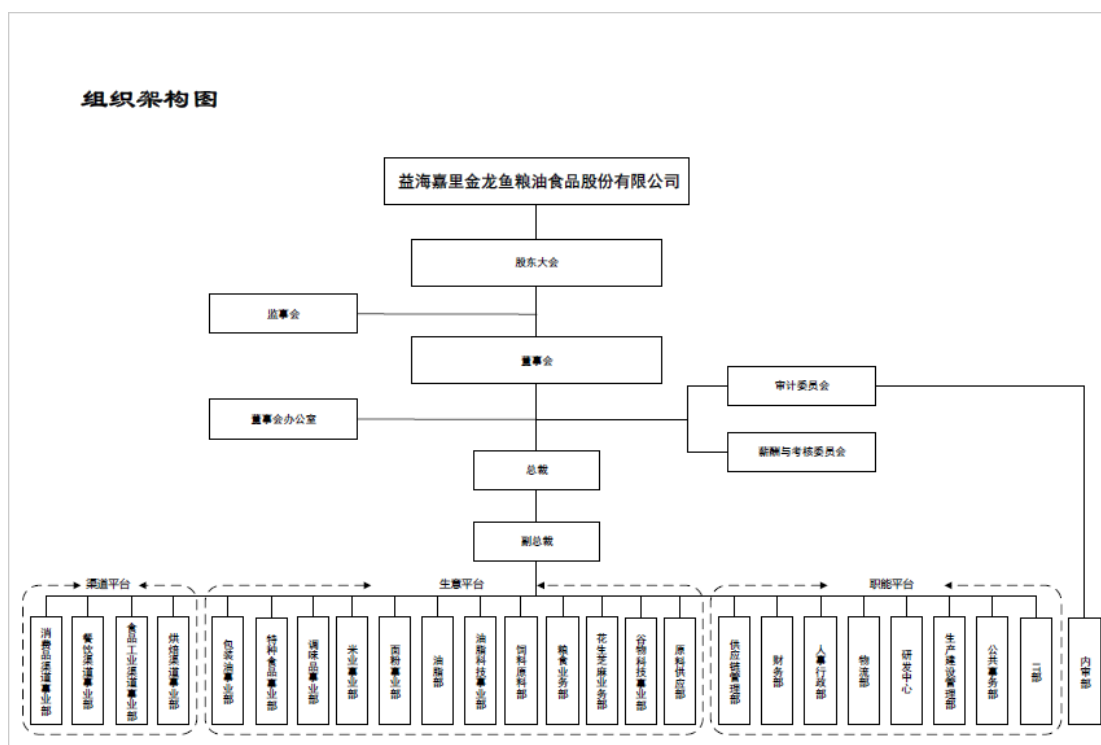 组织架构图
益海嘉里金龙鱼粮油食品股份有限公司
股东大会
监事会
董事会
审计委员会
董事会办公室
薪酬与考核委员会
总裁
副总裁
渠道平台
生意平台
职能平台
消费品渠道事业部
餐饮渠道事业部
食品工业渠道事业部
烘焙渠道事业部
包装油事业部
特种食品事业部
调味品事业部
米业事业部
面粉事业部
油脂部
油脂科技事业部
饲料原料部
粮食业务部
花生芝麻业务部
谷物科技事业部
原料供应部
供应链管理部
财务部
人事行政部
物流部
研发中心
生产建设管理部
公共事务部
IT部
内审部